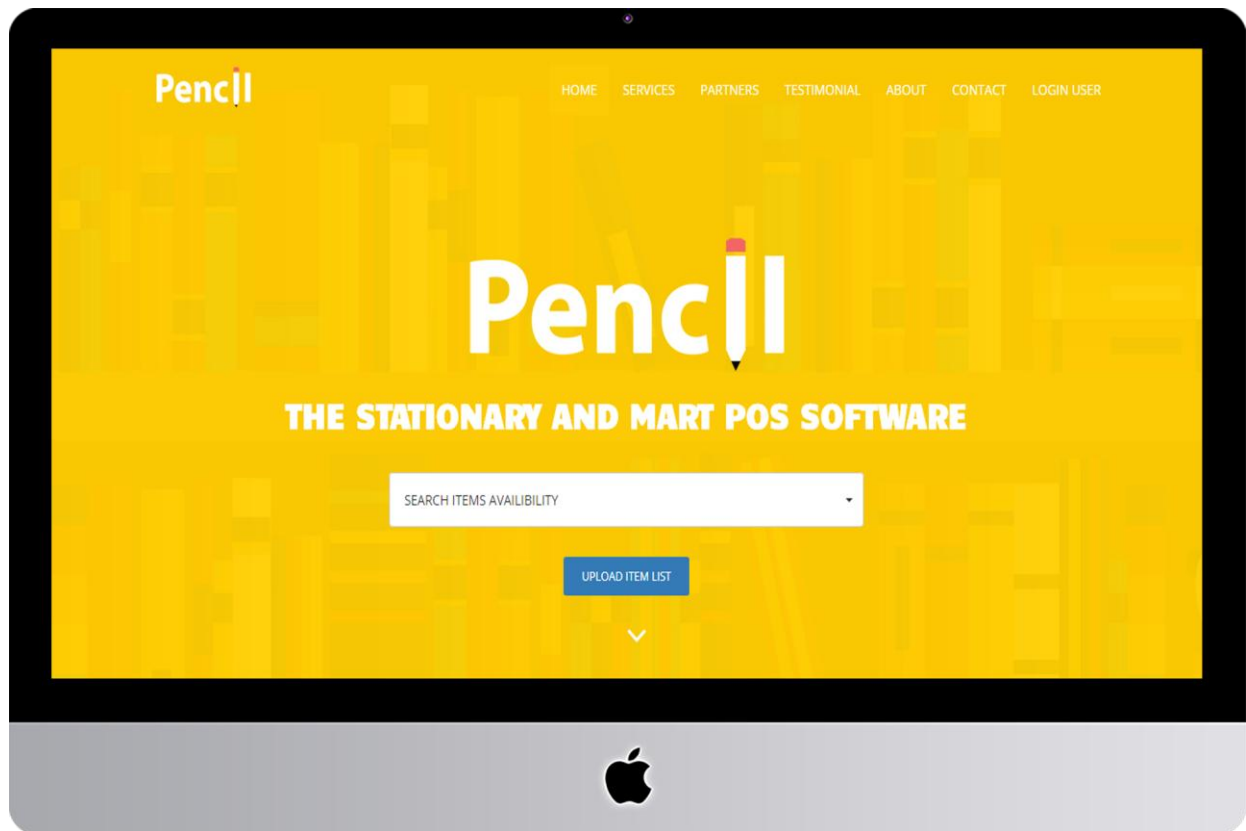 Pencil
HOME SERVICES PARTNERS TESTIMONIAL ABOUT CONTACT LOGIN USER
Pencil
THE STATIONARY AND MART POS SOFTWARE
SEARCH ITEMS AVAILIBILITY
UPLOAD ITEM LIST